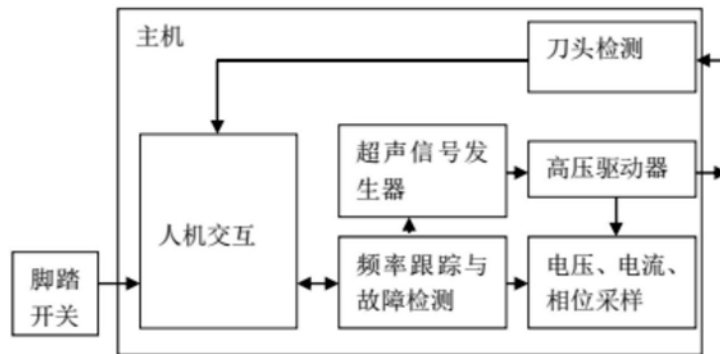 主机
刀头检测
超声信号发
生器
高压驱动器
人机交互
脚踏
开关
频率跟踪与
故障检测
电压、电流、
相位采样